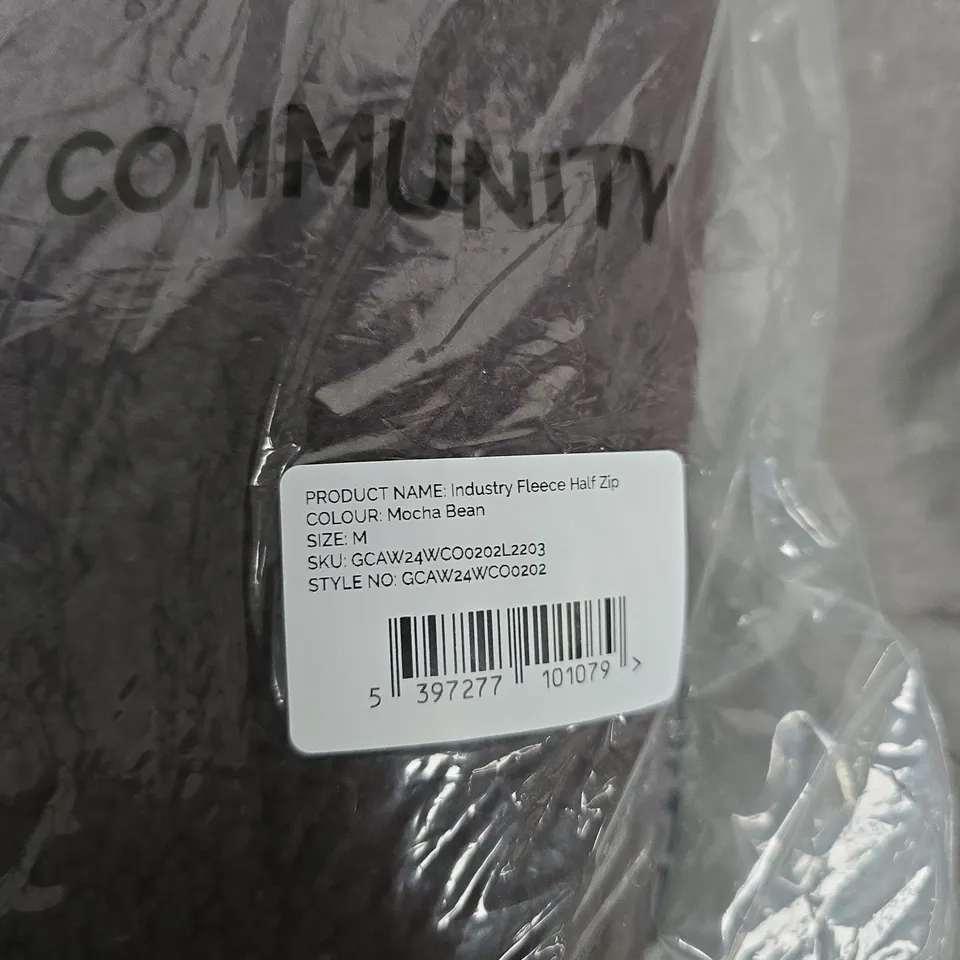 Y COMMUNITY
PRODUCT NAME: Industry Fleece Half Zip
COLOUR: Mocha Bean
SIZE: M
SKU: GCAW24WCO0202L2203
STYLE NO: GCAW24WCO0202
5 397277 101079 >